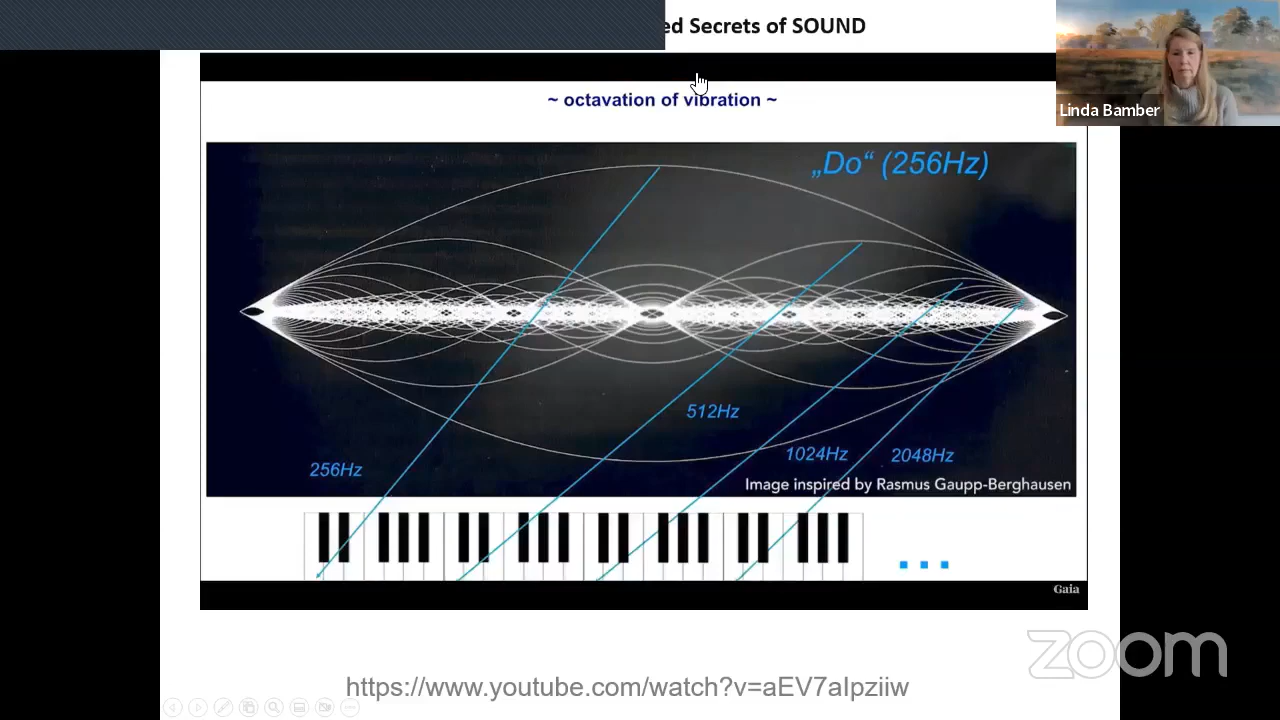 ed Secrets of SOUND
Linda Bamber
~ octavation of vibration ~
„Do“ (256Hz)
512Hz
256Hz
1024Hz
2048Hz
Image inspired by Rasmus Gaupp-Berghausen
...
Gaia
zoom
https://www.youtube.com/watch?v=aEV7aIpziiw